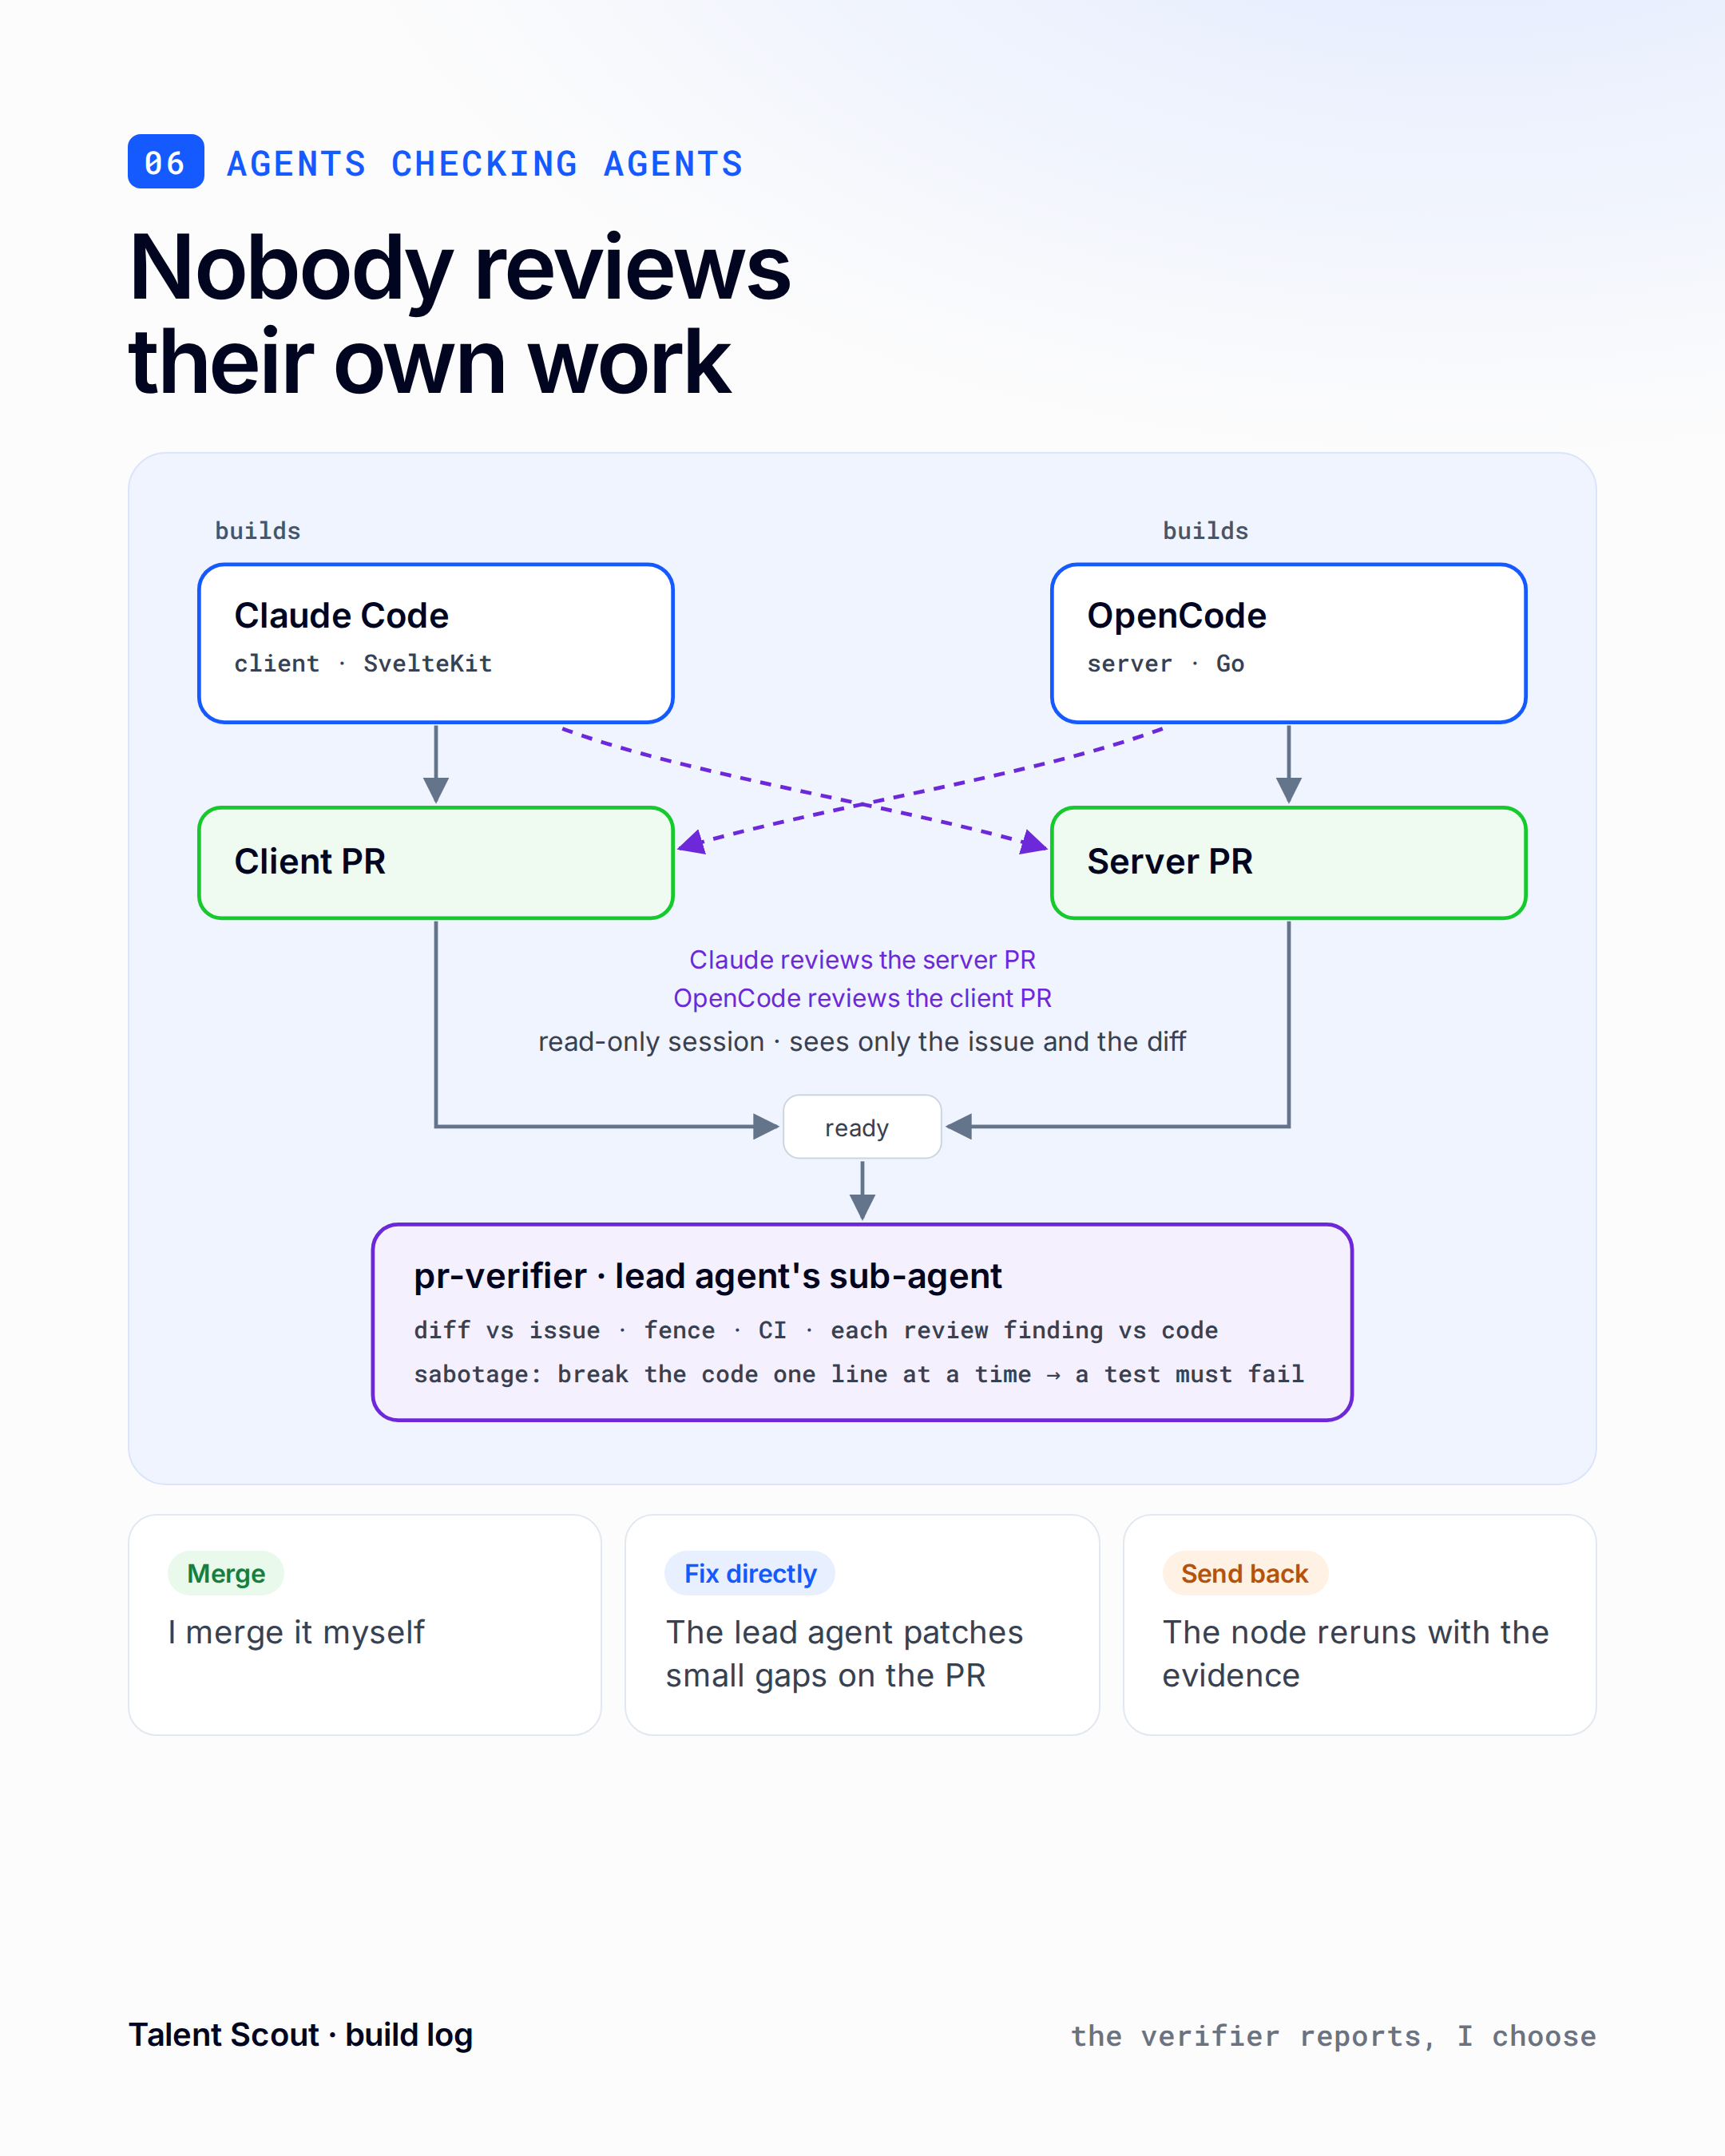 06 AGENTS CHECKING AGENTS
Nobody reviews
their own work
builds
builds
Claude Code
client · SvelteKit
OpenCode
server · Go
Client PR
Server PR
Claude reviews the server PR
OpenCode reviews the client PR
read-only session · sees only the issue and the diff
ready
pr-verifier · lead agent's sub-agent
diff vs issue · fence · CI · each review finding vs code
sabotage: break the code one line at a time → a test must fail
Merge
I merge it myself
Fix directly
The lead agent patches
small gaps on the PR
Send back
The node reruns with the
evidence
Talent Scout · build log
the verifier reports, I choose